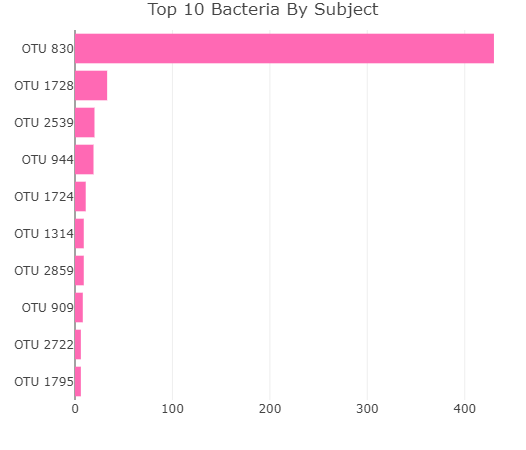 Top 10 Bacteria By Subject
OTU 830
OTU 1728
OTU 2539
OTU 944
OTU 1724
OTU 1314
OTU 2859
OTU 909
OTU 2722
OTU 1795
0 100 200 300 400